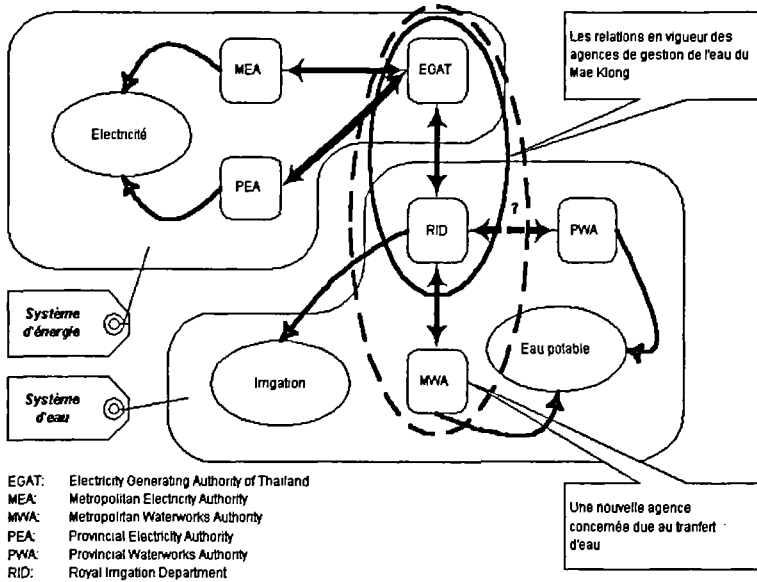 Les relations en vigueur des
agences de gestion de l'eau du
Mae Klong
MEA
EGAT
Electricité
PEA
RID
?
PWA
Système
d'énergie
Système
d'eau
Irrigation
MWA
Eau potable
EGAT: Electricity Generating Authority of Thailand
MEA: Metropolitan Electricity Authority
MWA: Metropolitan Waterworks Authority
PEA: Provincial Electricity Authority
PWA: Provincial Waterworks Authority
RID: Royal Irrigation Department
Une nouvelle agence
concernée due au tranfert
d'eau